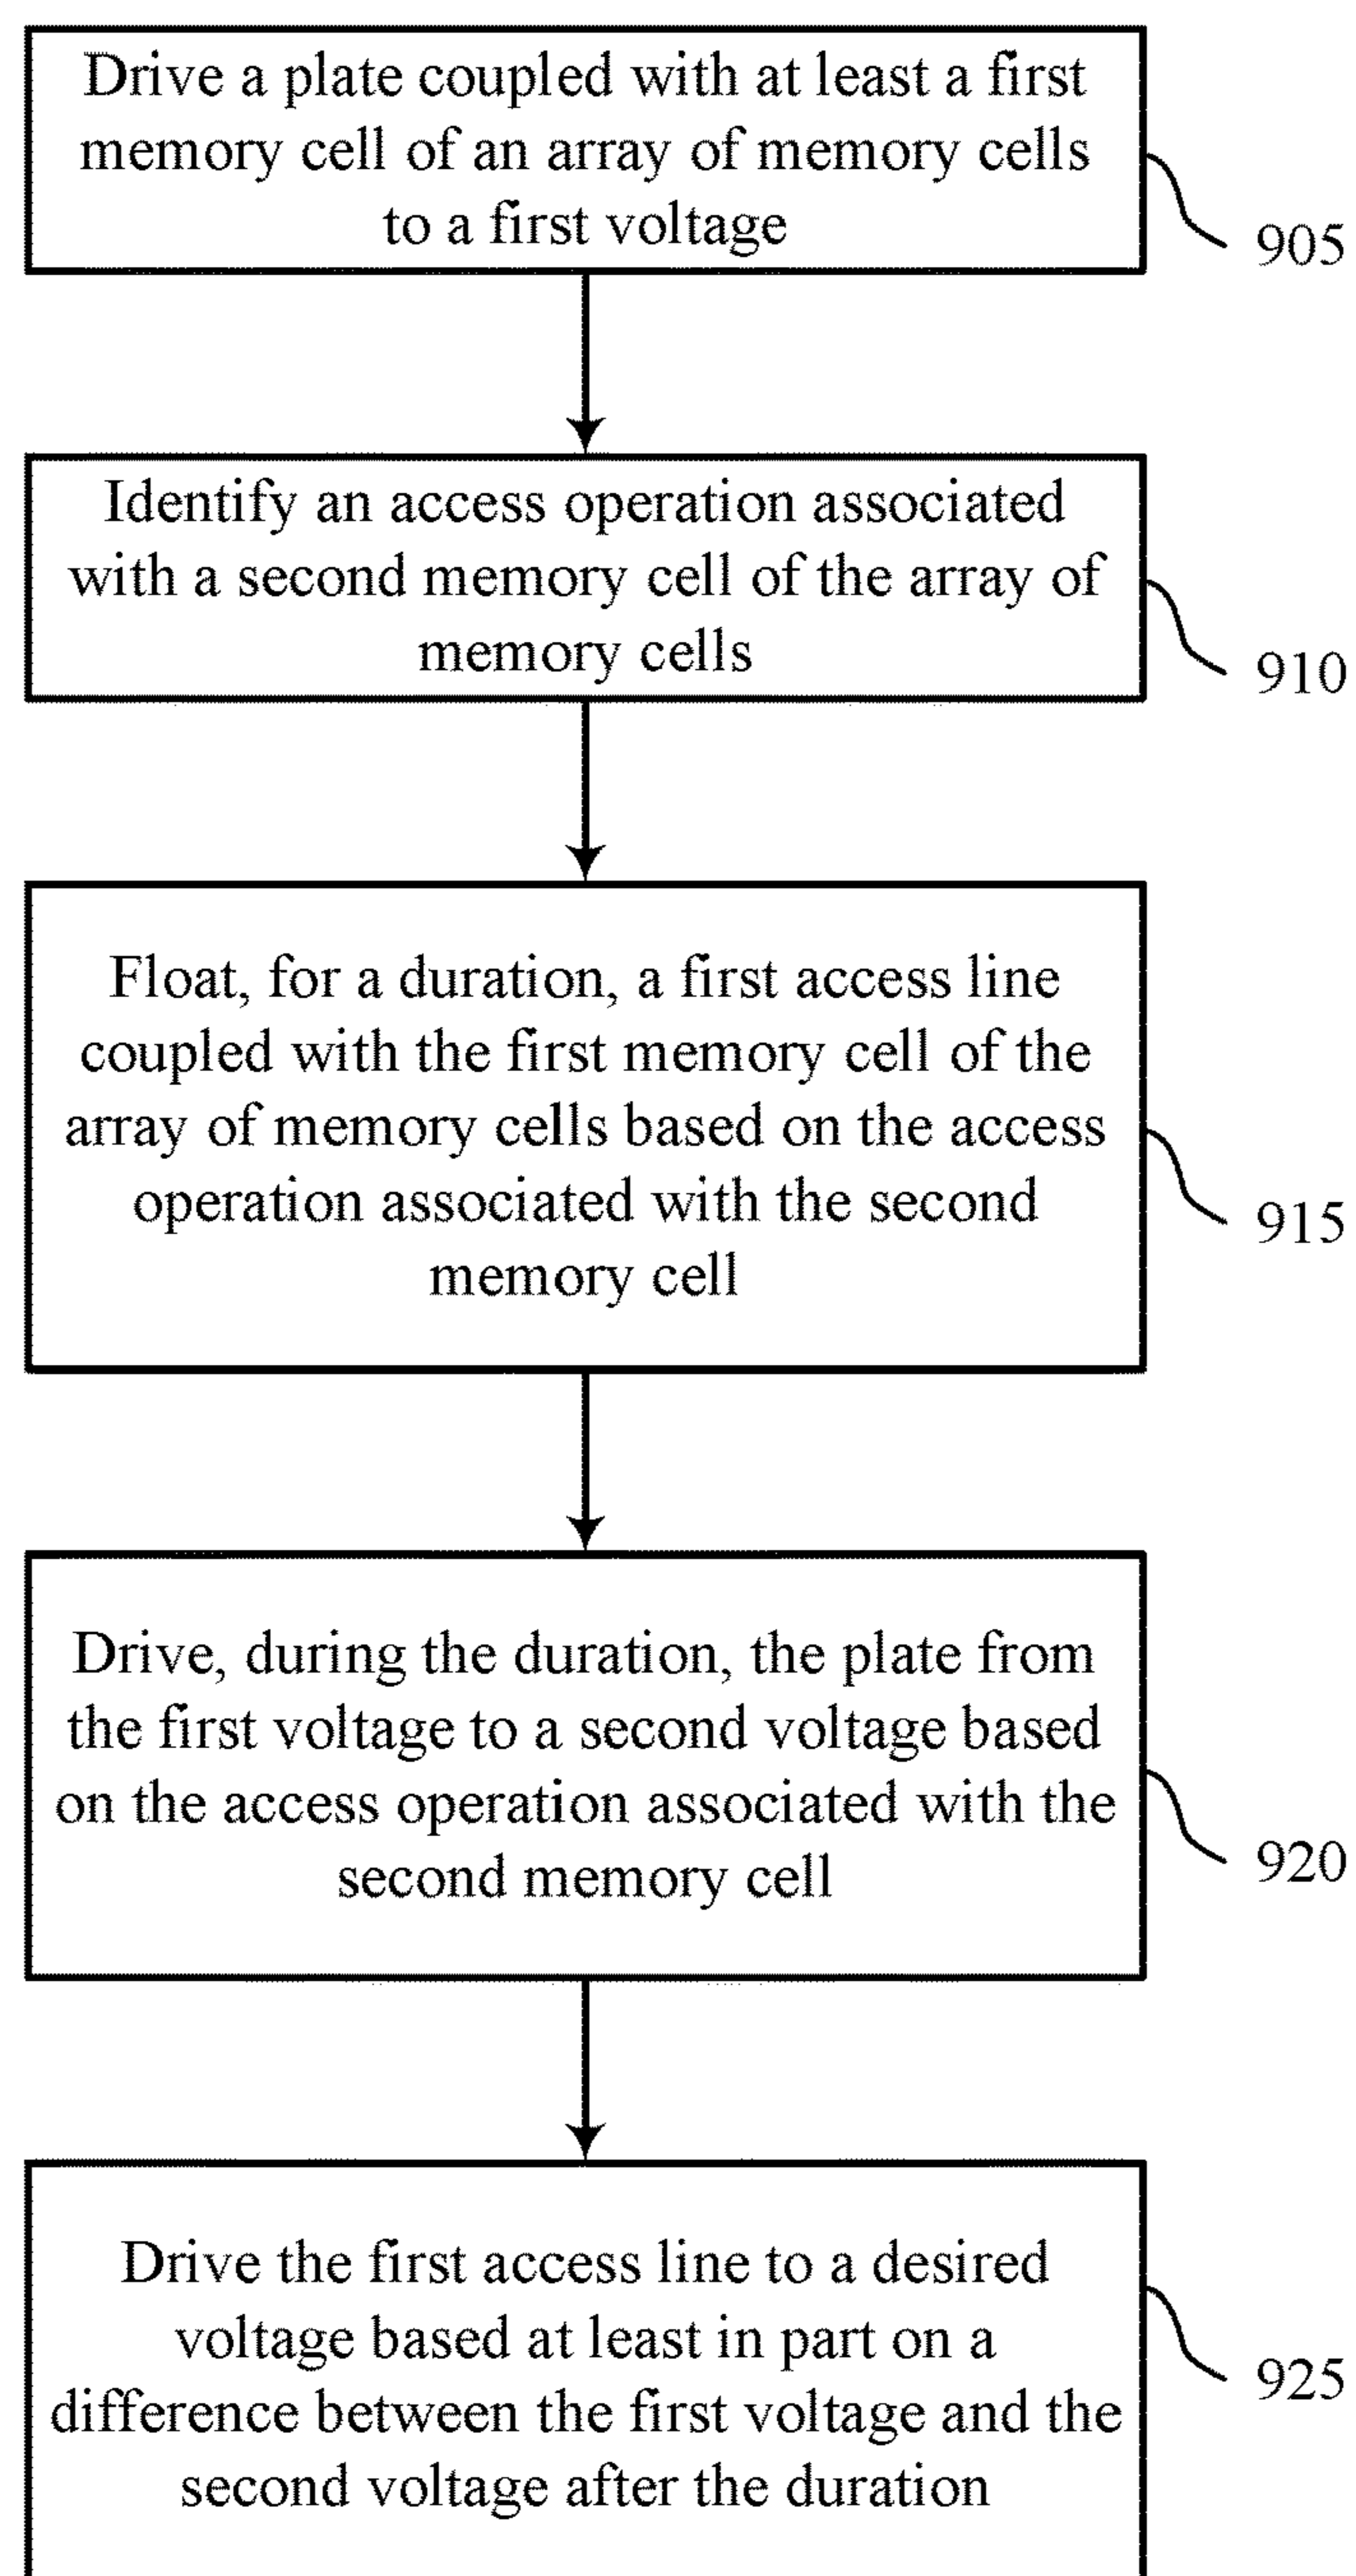 Drive a plate coupled with at least a first
memory cell of an array of memory cells
to a first voltage
905
Identify an access operation associated
with a second memory cell of the array of
memory cells
910
Float, for a duration, a first access line
coupled with the first memory cell of the
array of memory cells based on the access
operation associated with the second
memory cell
915
Drive, during the duration, the plate from
the first voltage to a second voltage based
on the access operation associated with the
second memory cell
920
Drive the first access line to a desired
voltage based at least in part on a
difference between the first voltage and the
second voltage after the duration
925